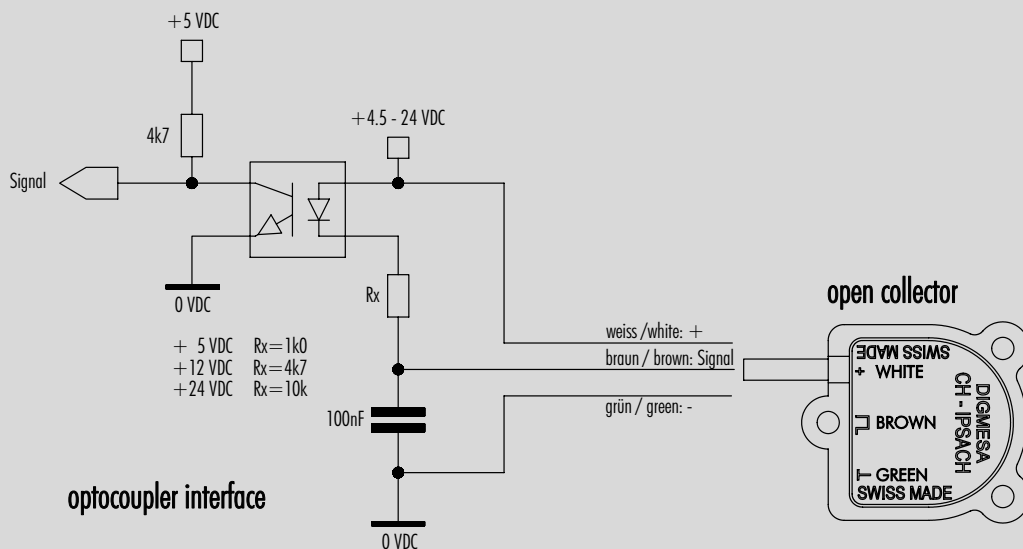 +5 VDC
4k7
+4.5 - 24 VDC
Signal
0 VDC
Rx
+ 5 VDC Rx=1k0
+12 VDC Rx=4k7
+24 VDC Rx=10k
100nF
optocoupler interface
0 VDC
weiss /white: +
braun / brown: Signal
grün / green: -
open collector
SWISS MADE
+ WHITE
BROWN
GREEN
SWISS MADE
DIGMESA
CH - IPSACH